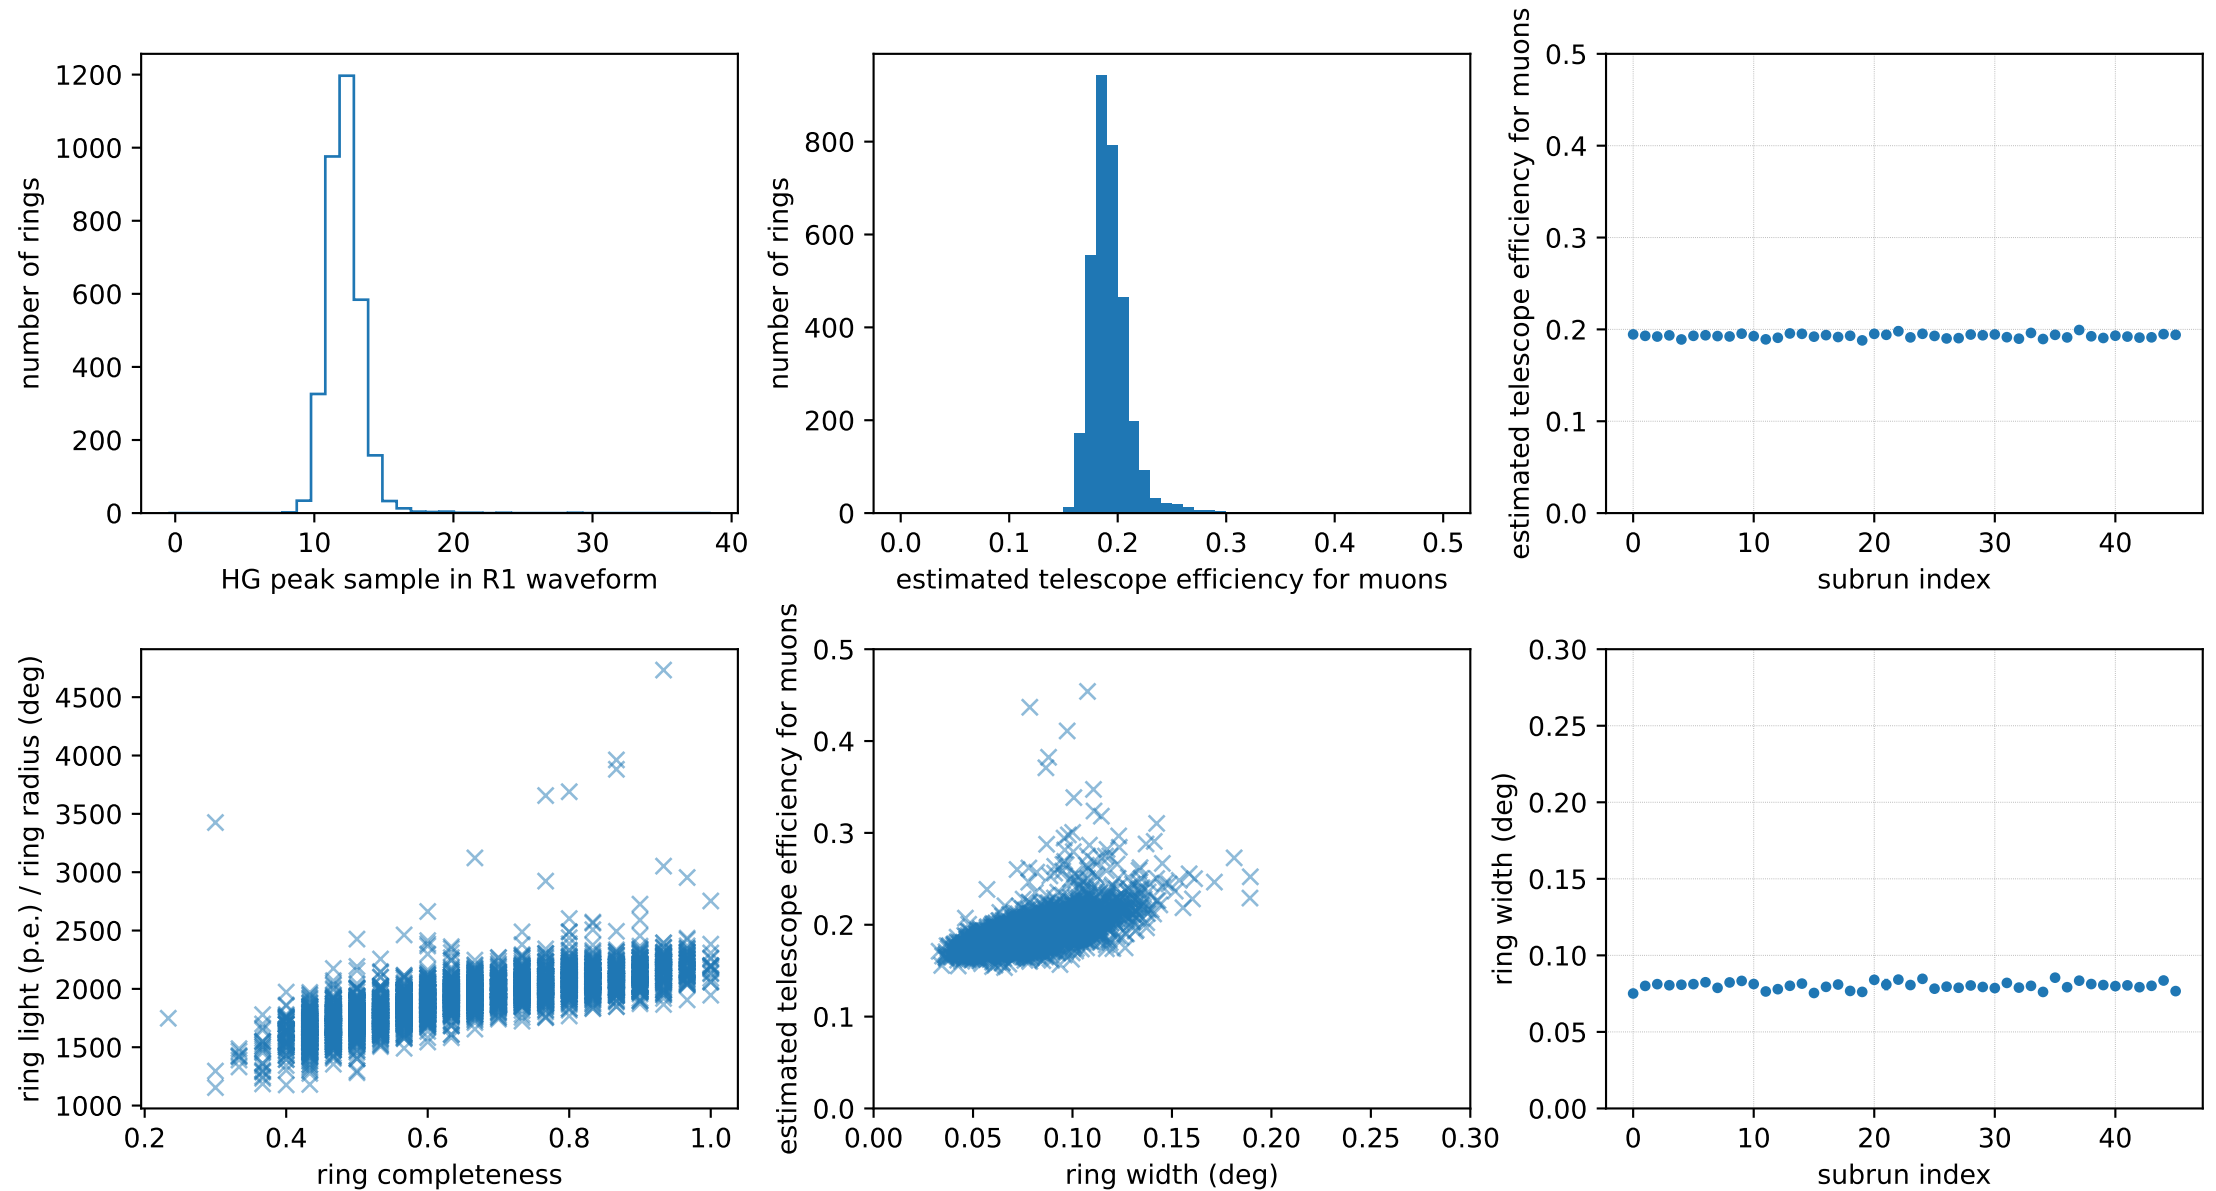 1200
1000
800
600
400
200
0
number of rings
0 10 20 30 40
HG peak sample in R1 waveform
800
600
400
200
0
number of rings
0.0 0.1 0.2 0.3 0.4 0.5
estimated telescope efficiency for muons
0.5
0.4
0.3
0.2
0.1
0.0
estimated telescope efficiency for muons
0 10 20 30 40
subrun index
4500
4000
3500
3000
2500
2000
1500
1000
ring light (p.e.) / ring radius (deg)
0.2 0.4 0.6 0.8 1.0
ring completeness
0.5
0.4
0.3
0.2
0.1
0.0
estimated telescope efficiency for muons
0.00 0.05 0.10 0.15 0.20 0.25 0.30
ring width (deg)
0.30
0.25
0.20
0.15
0.10
0.05
0.00
ring width (deg)
0 10 20 30 40
subrun index